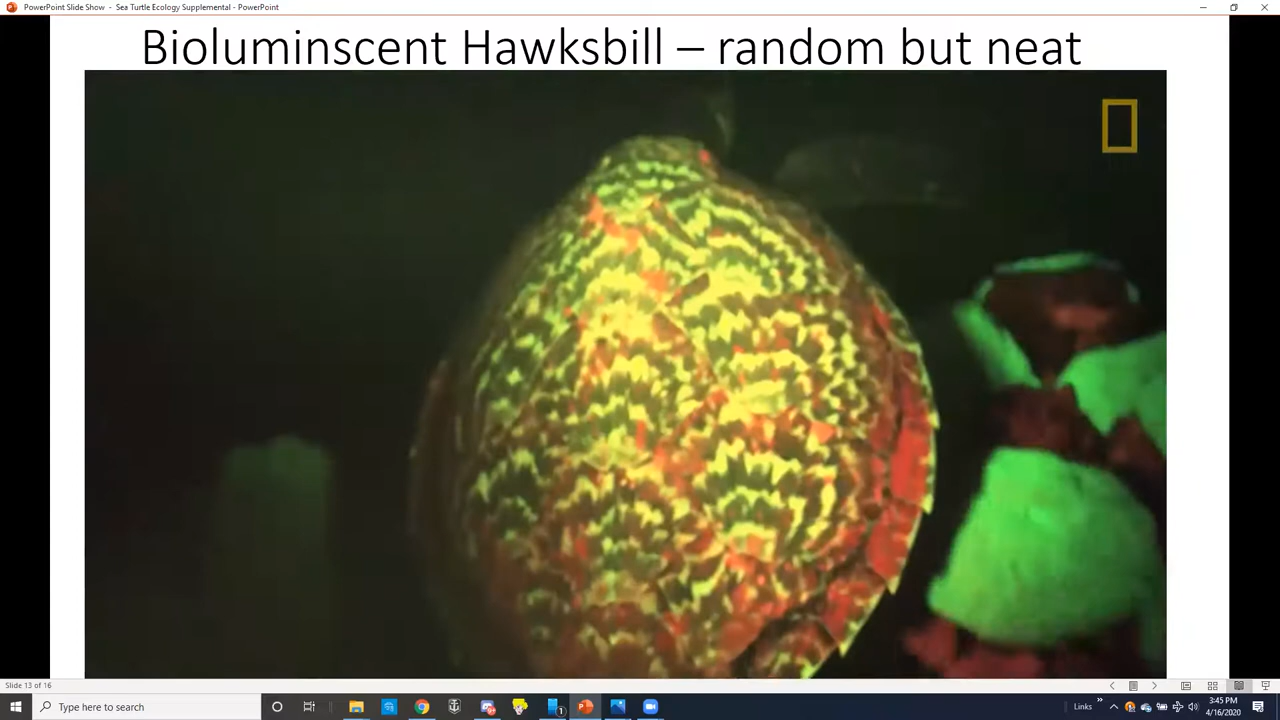 PowerPoint Slide Show - Sea Turtle Ecology Supplemental - PowerPoint
Bioluminscent Hawksbill – random but neat
Slide 13 of 16
Type here to search
1
Links
3:45 PM
4/16/2020